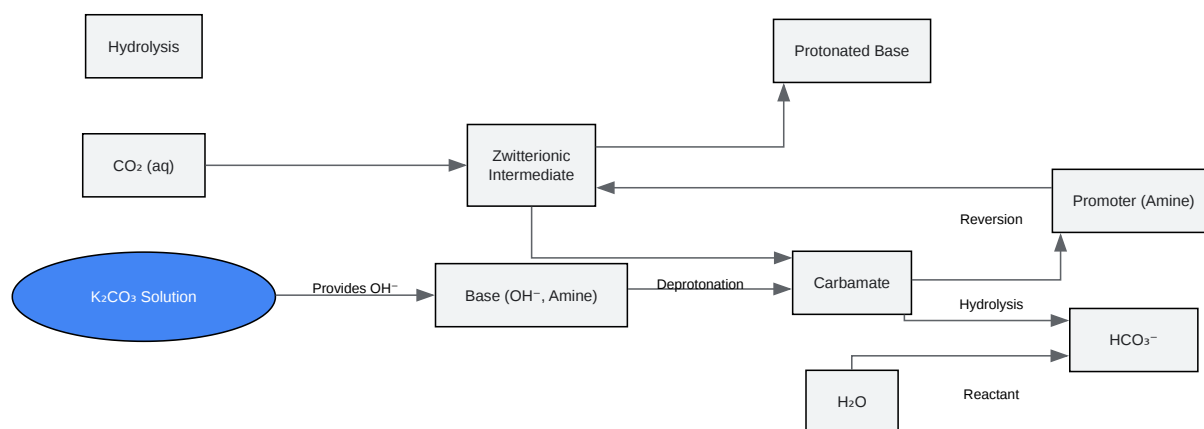 Hydrolysis
Protonated Base
CO₂ (aq)
Zwitterionic
Intermediate
Promoter (Amine)
Reversion
K₂CO₃ Solution
Provides OH⁻
Base (OH⁻, Amine)
Deprotonation
Carbamate
Hydrolysis
HCO₃⁻
H₂O
Reactant